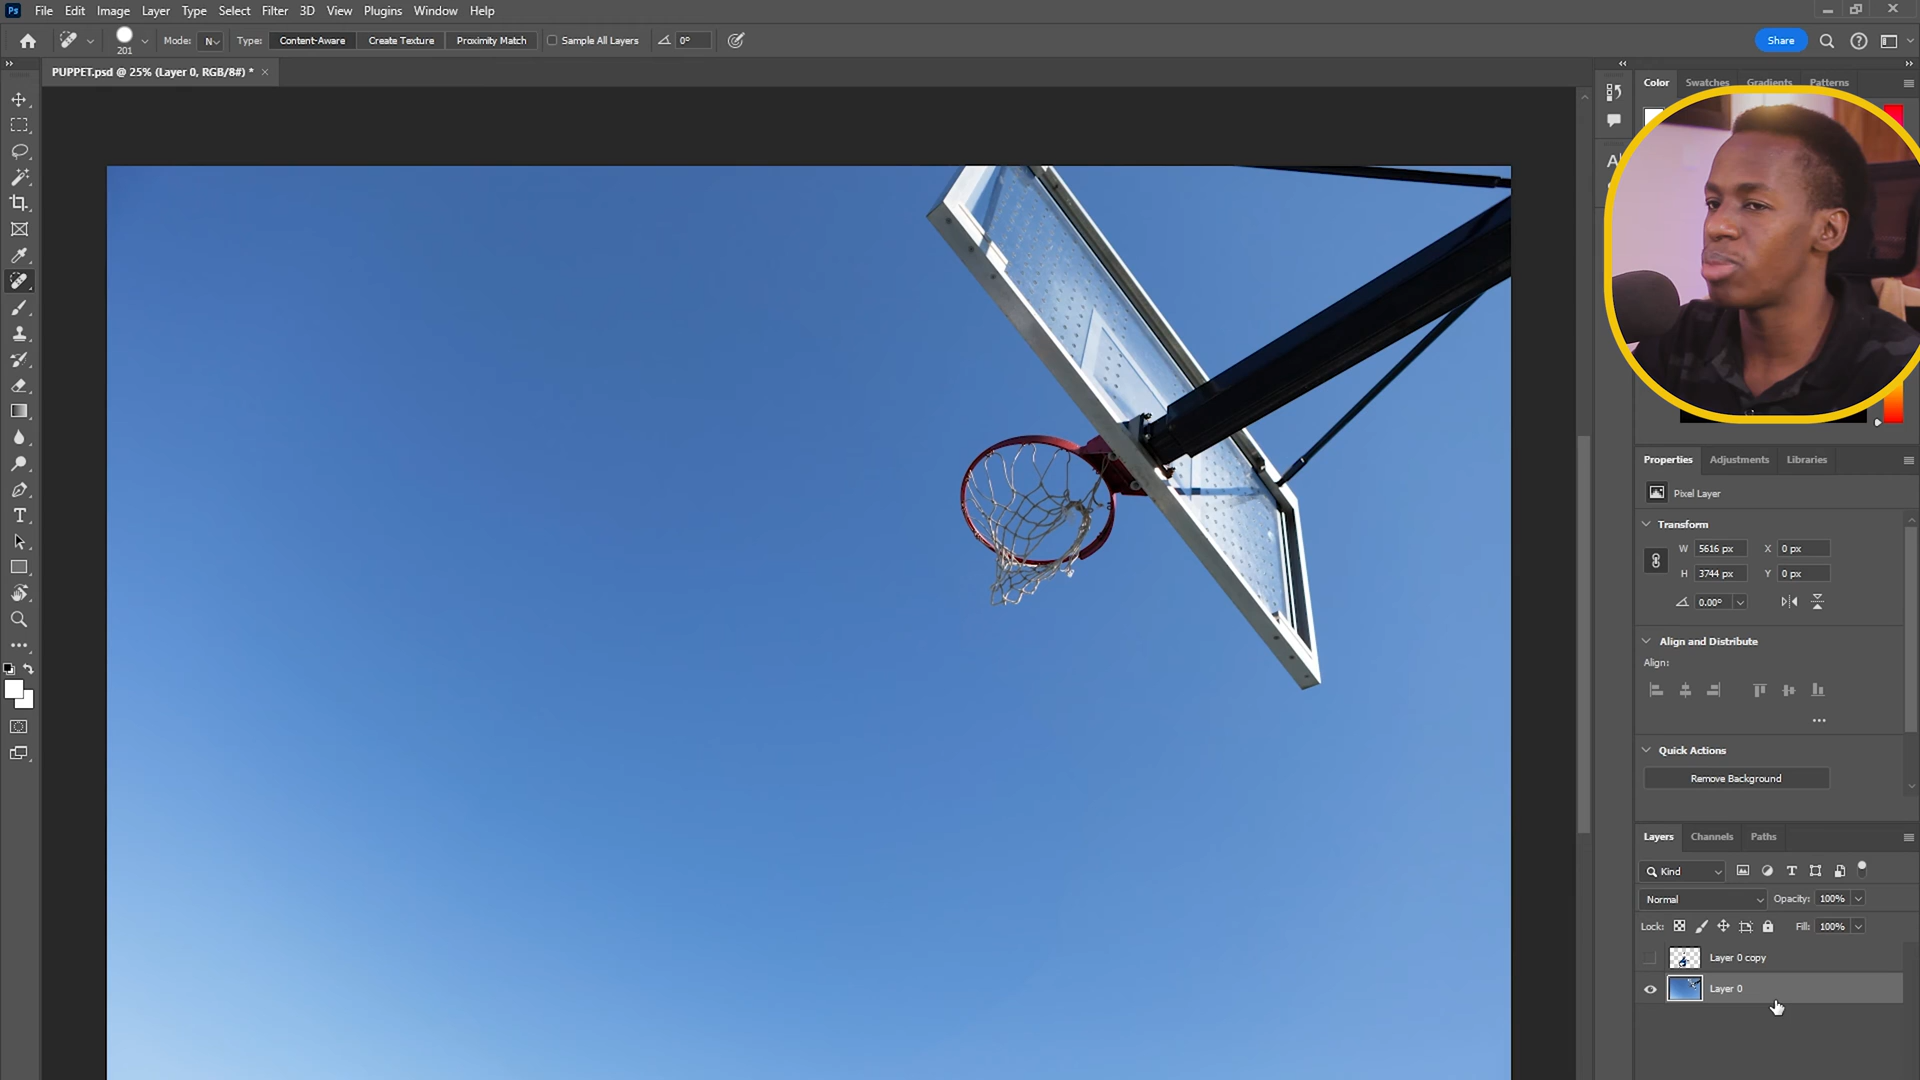 Ps File Edit Image Layer Type Select Filter 3D View Plugins Window Help
201 Mode: N Type: Content-Aware Create Texture Proximity Match Sample All Layers 0° Share
PUPPET.psd @ 25% (Layer 0, RGB/8#) * ×
Color Swatches Gradients Patterns
Properties Adjustments Libraries
Pixel Layer
Transform
W 5616 px X 0 px
H 3744 px Y 0 px
0.00°
Align and Distribute
Align:
Quick Actions
Remove Background
Layers Channels Paths
Kind
Normal Opacity: 100%
Lock: Fill: 100%
Layer 0 copy
Layer 0